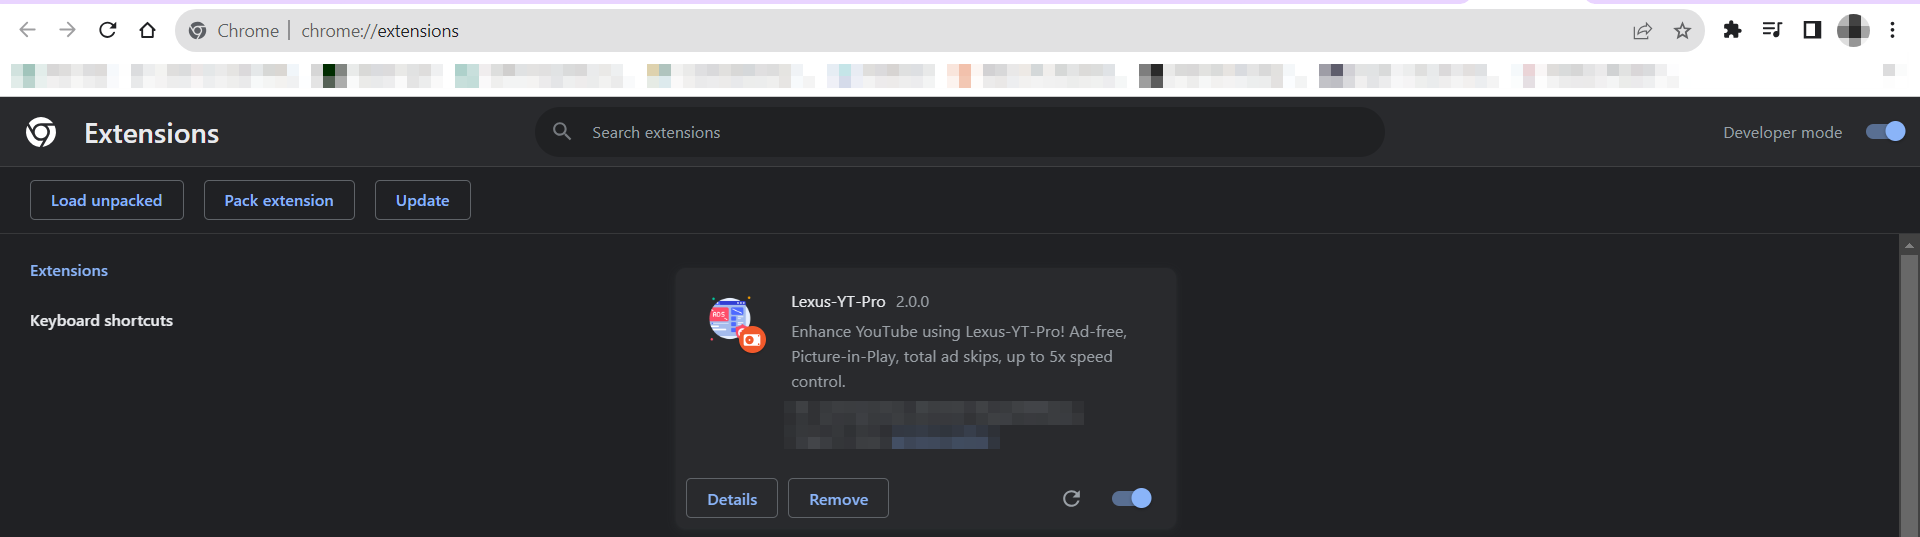 Chrome | chrome://extensions
Extensions
Search extensions
Developer mode
Load unpacked
Pack extension
Update
Extensions
Keyboard shortcuts
Lexus-YT-Pro 2.0.0
Enhance YouTube using Lexus-YT-Pro! Ad-free,
Picture-in-Play, total ad skips, up to 5x speed
control.
Details
Remove